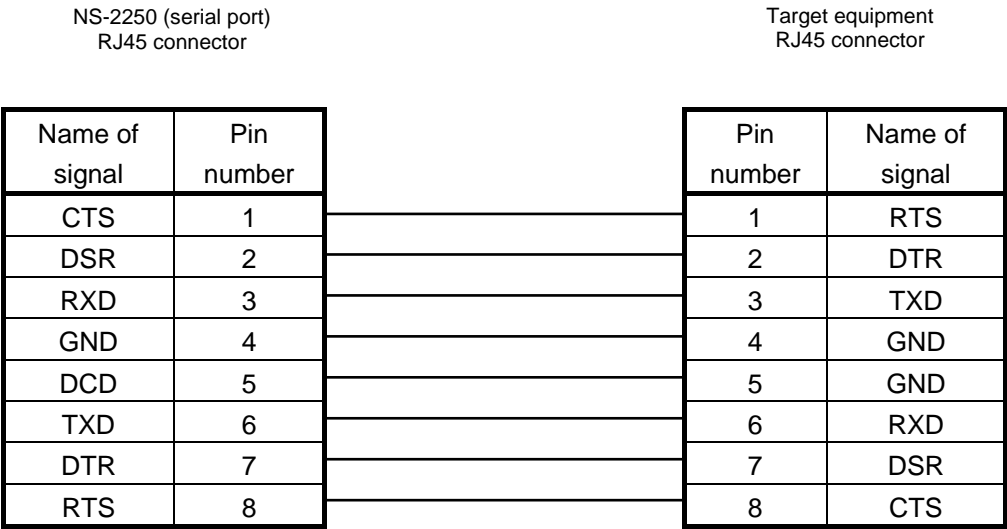 NS-2250 (serial port)
RJ45 connector
Target equipment
RJ45 connector
Name of signal Pin number
CTS 1
DSR 2
RXD 3
GND 4
DCD 5
TXD 6
DTR 7
RTS 8
Pin number Name of signal
1 RTS
2 DTR
3 TXD
4 GND
5 GND
6 RXD
7 DSR
8 CTS